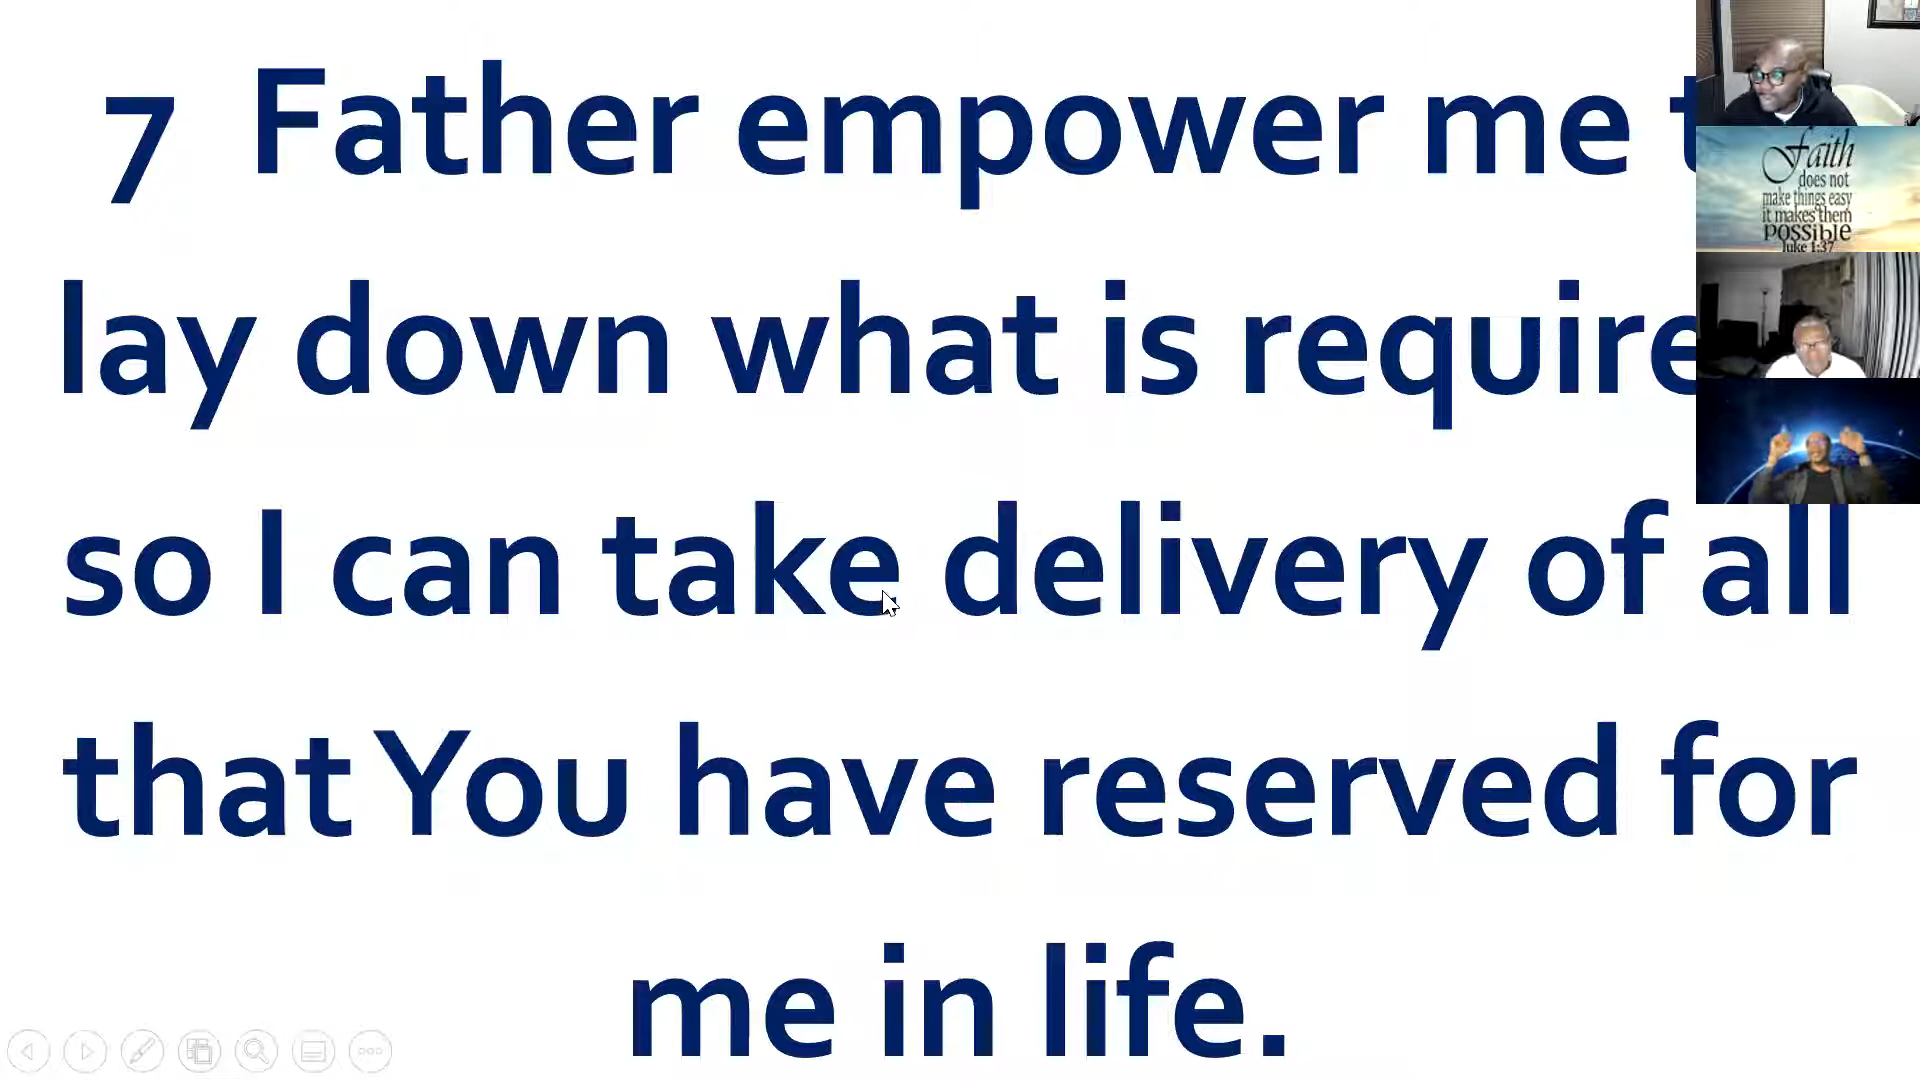 7 Father empower me t
lay down what is require
so I can take delivery of all
that You have reserved for
me in life.
Faith
does not
make things easy
it makes them
possible
luke 1:37